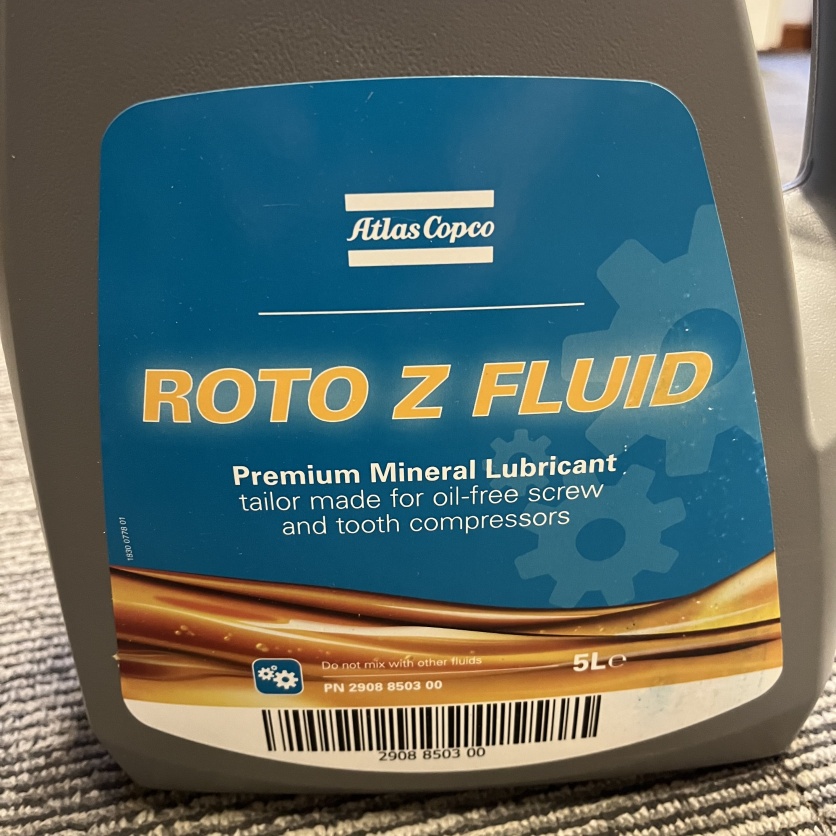 Atlas Copco
ROTO Z FLUID
Premium Mineral Lubricant
tailor made for oil-free screw
and tooth compressors
1830 0778 01
Do not mix with other fluids
5L℮
PN 2908 8503 00
2908 8503 00